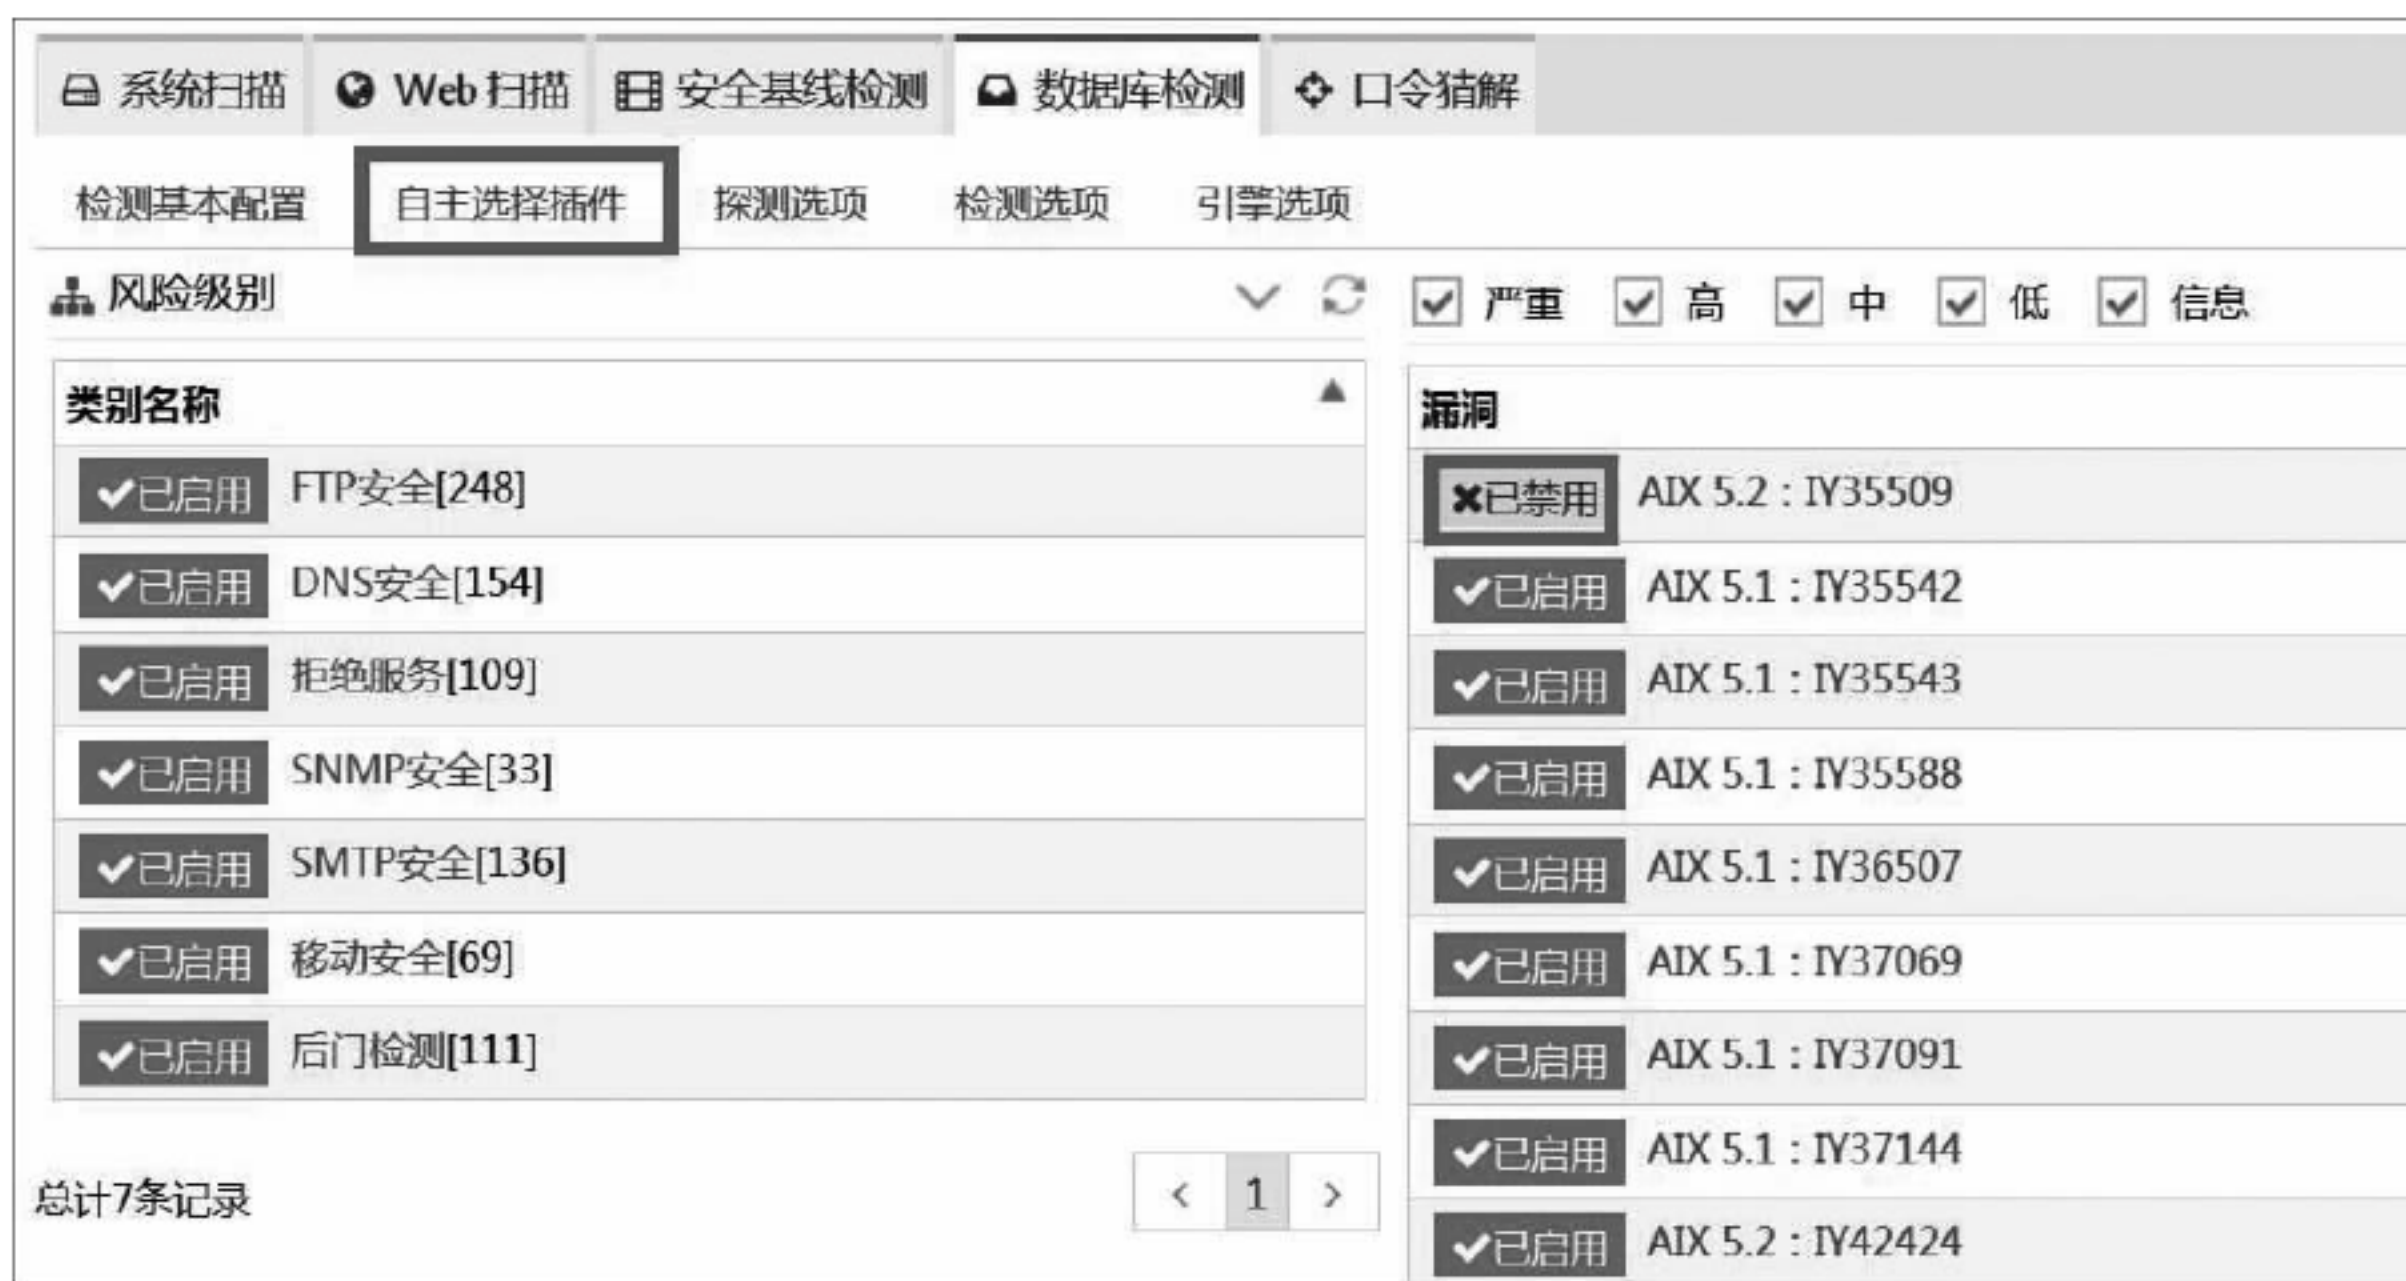 系统扫描 Web 扫描 安全基线检测 数据库检测 口令猜解
检测基本配置 自主选择插件 探测选项 检测选项 引擎选项
风险级别
严重 高 中 低 信息
类别名称
已启用 FTP安全[248]
已启用 DNS安全[154]
已启用 拒绝服务[109]
已启用 SNMP安全[33]
已启用 SMTP安全[136]
已启用 移动安全[69]
已启用 后门检测[111]
总计7条记录
< 1 >
漏洞
已禁用 AIX 5.2 : IY35509
已启用 AIX 5.1 : IY35542
已启用 AIX 5.1 : IY35543
已启用 AIX 5.1 : IY35588
已启用 AIX 5.1 : IY36507
已启用 AIX 5.1 : IY37069
已启用 AIX 5.1 : IY37091
已启用 AIX 5.1 : IY37144
已启用 AIX 5.2 : IY42424